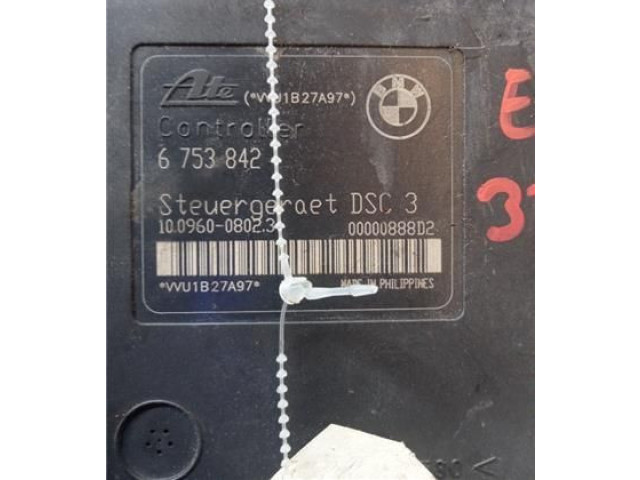 Ate (*VVU1B27A97*) BMW
Controller
6 753 842
Steuergeraet DSC 3
10.0960-0802.3 00000888D2
*VVU1B27A97* MADE IN PHILIPPINES
E
3